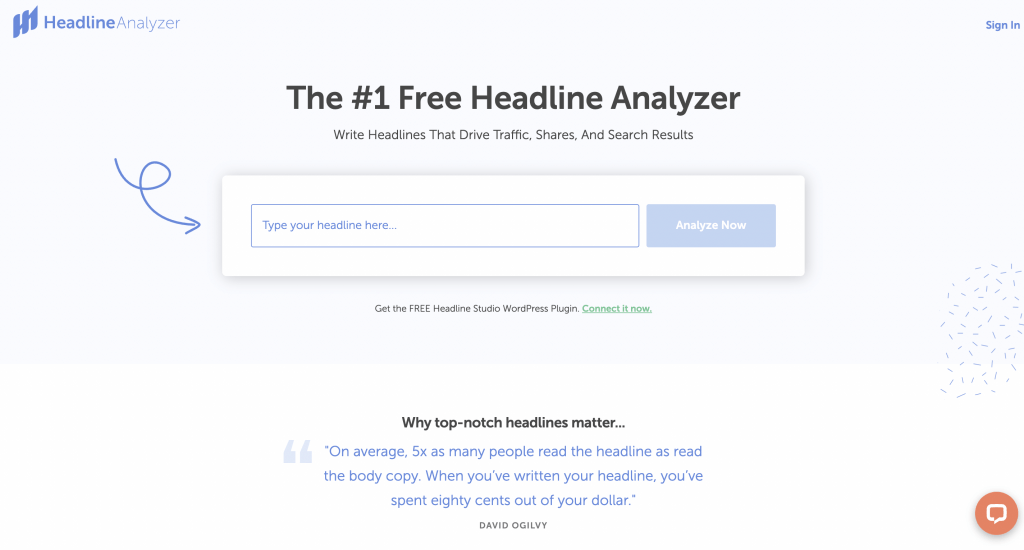 HeadlineAnalyzer
Sign In
The #1 Free Headline Analyzer
Write Headlines That Drive Traffic, Shares, And Search Results
Type your headline here...
Analyze Now
Get the FREE Headline Studio WordPress Plugin. Connect it now.
Why top-notch headlines matter...
"On average, 5x as many people read the headline as read
the body copy. When you’ve written your headline, you’ve
spent eighty cents out of your dollar."
DAVID OGILVY